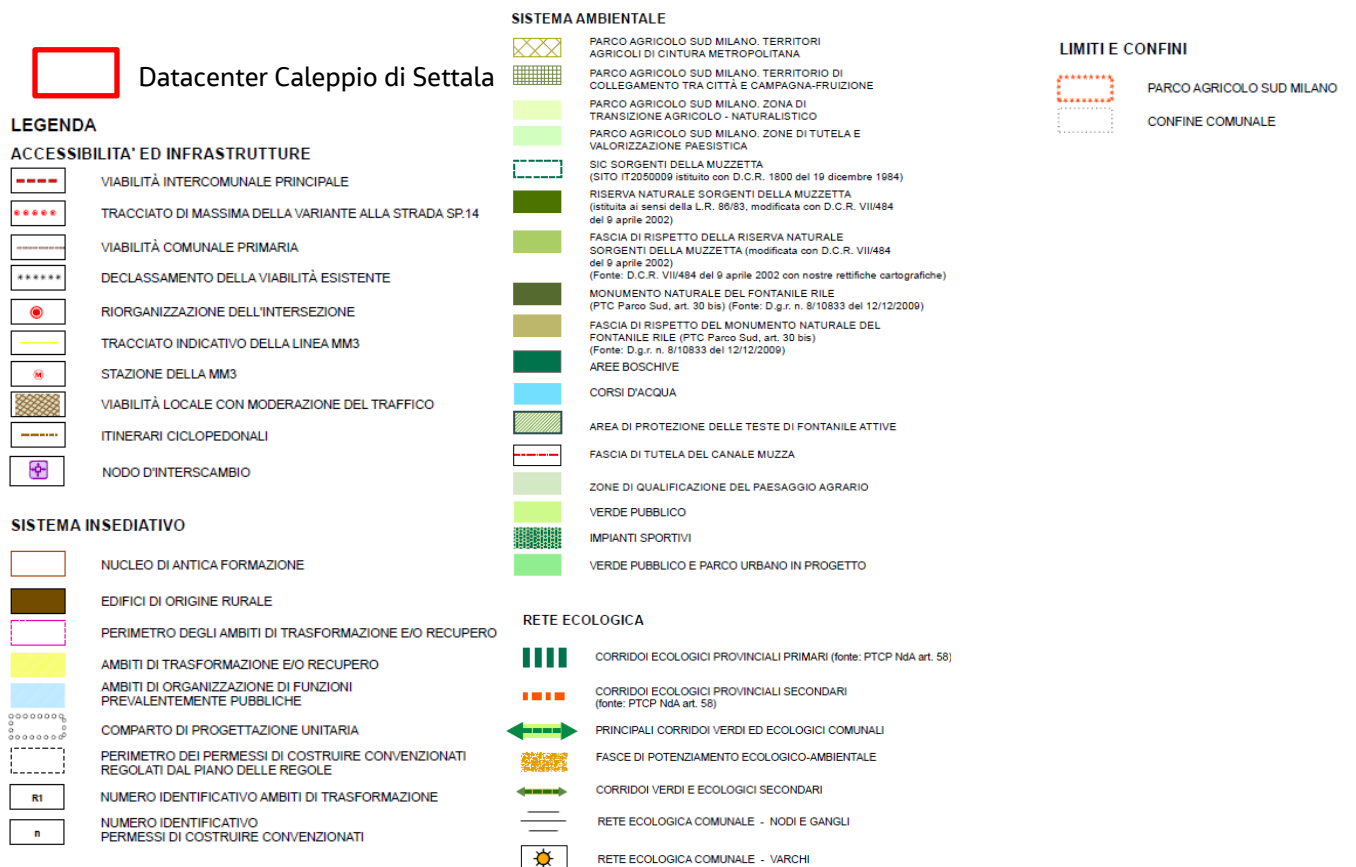 Datacenter Caleppio di Settala
LEGENDA
ACCESSIBILITA' ED INFRASTRUTTURE
VIABILITÀ INTERCOMUNALE PRINCIPALE
TRACCIATO DI MASSIMA DELLA VARIANTE ALLA STRADA SP.14
VIABILITÀ COMUNALE PRIMARIA
DECLASSAMENTO DELLA VIABILITÀ ESISTENTE
RIORGANIZZAZIONE DELL'INTERSEZIONE
TRACCIATO INDICATIVO DELLA LINEA MM3
M
STAZIONE DELLA MM3
VIABILITÀ LOCALE CON MODERAZIONE DEL TRAFFICO
ITINERARI CICLOPEDONALI
NODO D'INTERSCAMBIO
SISTEMA INSEDIATIVO
NUCLEO DI ANTICA FORMAZIONE
EDIFICI DI ORIGINE RURALE
PERIMETRO DEGLI AMBITI DI TRASFORMAZIONE E/O RECUPERO
AMBITI DI TRASFORMAZIONE E/O RECUPERO
AMBITI DI ORGANIZZAZIONE DI FUNZIONI
PREVALENTEMENTE PUBBLICHE
COMPARTO DI PROGETTAZIONE UNITARIA
PERIMETRO DEI PERMESSI DI COSTRUIRE CONVENZIONATI
REGOLATI DAL PIANO DELLE REGOLE
R1
NUMERO IDENTIFICATIVO AMBITI DI TRASFORMAZIONE
n
NUMERO IDENTIFICATIVO
PERMESSI DI COSTRUIRE CONVENZIONATI
SISTEMA AMBIENTALE
PARCO AGRICOLO SUD MILANO. TERRITORI
AGRICOLI DI CINTURA METROPOLITANA
PARCO AGRICOLO SUD MILANO. TERRITORIO DI
COLLEGAMENTO TRA CITTÀ E CAMPAGNA-FRUIZIONE
PARCO AGRICOLO SUD MILANO. ZONA DI
TRANSIZIONE AGRICOLO - NATURALISTICO
PARCO AGRICOLO SUD MILANO. ZONE DI TUTELA E
VALORIZZAZIONE PAESISTICA
SIC SORGENTI DELLA MUZZETTA
(SITO IT2050009 istituito con D.C.R. 1800 del 19 dicembre 1984)
RISERVA NATURALE SORGENTI DELLA MUZZETTA
(istituita ai sensi della L.R. 86/83, modificata con D.C.R. VII/484
del 9 aprile 2002)
FASCIA DI RISPETTO DELLA RISERVA NATURALE
SORGENTI DELLA MUZZETTA (modificata con D.C.R. VII/484
del 9 aprile 2002)
(Fonte: D.C.R. VII/484 del 9 aprile 2002 con nostre rettifiche cartografiche)
MONUMENTO NATURALE DEL FONTANILE RILE
(PTC Parco Sud, art. 30 bis) (Fonte: D.g.r. n. 8/10833 del 12/12/2009)
FASCIA DI RISPETTO DEL MONUMENTO NATURALE DEL
FONTANILE RILE (PTC Parco Sud, art. 30 bis)
(Fonte: D.g.r. n. 8/10833 del 12/12/2009)
AREE BOSCHIVE
CORSI D'ACQUA
AREA DI PROTEZIONE DELLE TESTE DI FONTANILE ATTIVE
FASCIA DI TUTELA DEL CANALE MUZZA
ZONE DI QUALIFICAZIONE DEL PAESAGGIO AGRARIO
VERDE PUBBLICO
IMPIANTI SPORTIVI
VERDE PUBBLICO E PARCO URBANO IN PROGETTO
RETE ECOLOGICA
CORRIDOI ECOLOGICI PROVINCIALI PRIMARI (fonte: PTCP NdA art. 58)
CORRIDOI ECOLOGICI PROVINCIALI SECONDARI
(fonte: PTCP NdA art. 58)
PRINCIPALI CORRIDOI VERDI ED ECOLOGICI COMUNALI
FASCE DI POTENZIAMENTO ECOLOGICO-AMBIENTALE
CORRIDOI VERDI E ECOLOGICI SECONDARI
RETE ECOLOGICA COMUNALE - NODI E GANGLI
RETE ECOLOGICA COMUNALE - VARCHI
LIMITI E CONFINI
PARCO AGRICOLO SUD MILANO
CONFINE COMUNALE